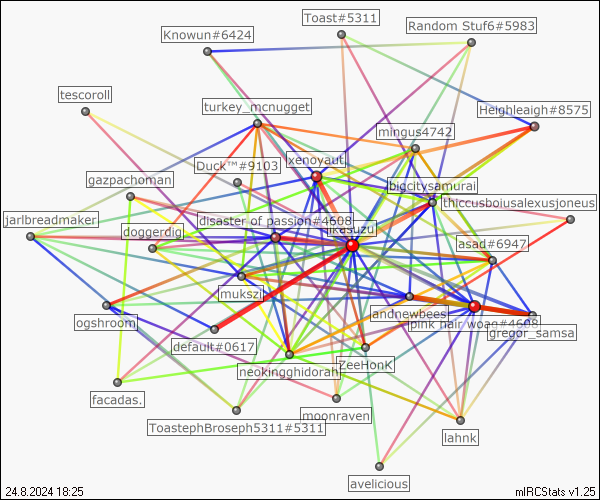 Toast#5311
Random Stuf6#5983
Knowun#6424
tescoroll
turkey_mcnugget
Heighleigh#8575
mingus4742
xenoyaut
Duck™#9103
gazpachoman
bigcitysamurai
thiccusboiusalexusjoneus
jarlbreadmaker
disaster of passion#4608
doggerdig
asad#6947
mukszi
andnewbees
ogshroom
pink hair woag#4608
gregor_samsa
default#0617
neokingghidorah
ZeeHonK
facadas.
moonraven
ToastephBroseph5311#5311
lahnk
avelicious
24.8.2024 18:25
mIRCStats v1.25